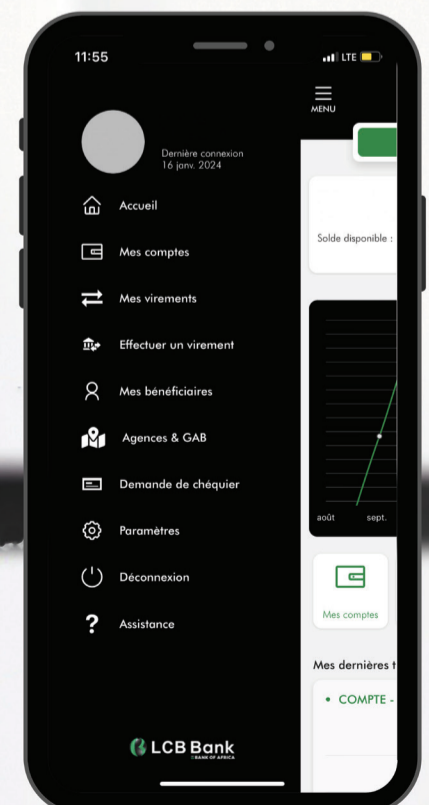 11:55
LTE
MENU
Dernière connexion
16 janv. 2024
Accueil
Mes comptes
Mes virements
Effectuer un virement
Mes bénéficiaires
Agences & GAB
Demande de chéquier
Paramètres
Déconnexion
Assistance
LCB Bank
BANK OF AFRICA
Solde disponible :
août sept.
Mes comptes
Mes dernières t
• COMPTE -